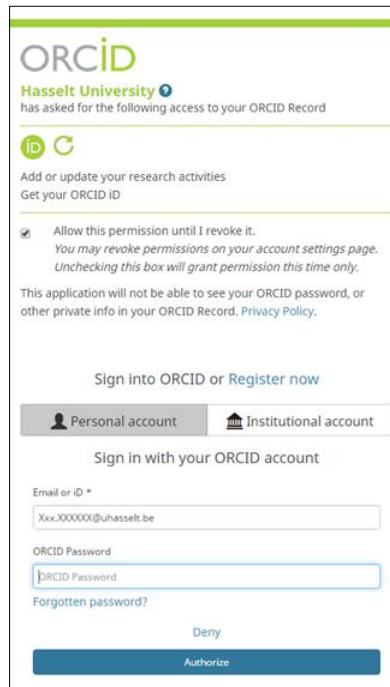 ORCID
Hasselt University ?
has asked for the following access to your ORCID Record
iD
Add or update your research activities
Get your ORCID iD
Allow this permission until I revoke it.
You may revoke permissions on your account settings page.
Unchecking this box will grant permission this time only.
This application will not be able to see your ORCID password, or
other private info in your ORCID Record. Privacy Policy.
Sign into ORCID or Register now
Personal account Institutional account
Sign in with your ORCID account
Email or iD *
Xxx.XXXXXX@uhasselt.be
ORCID Password
ORCID Password
Forgotten password?
Deny
Authorize